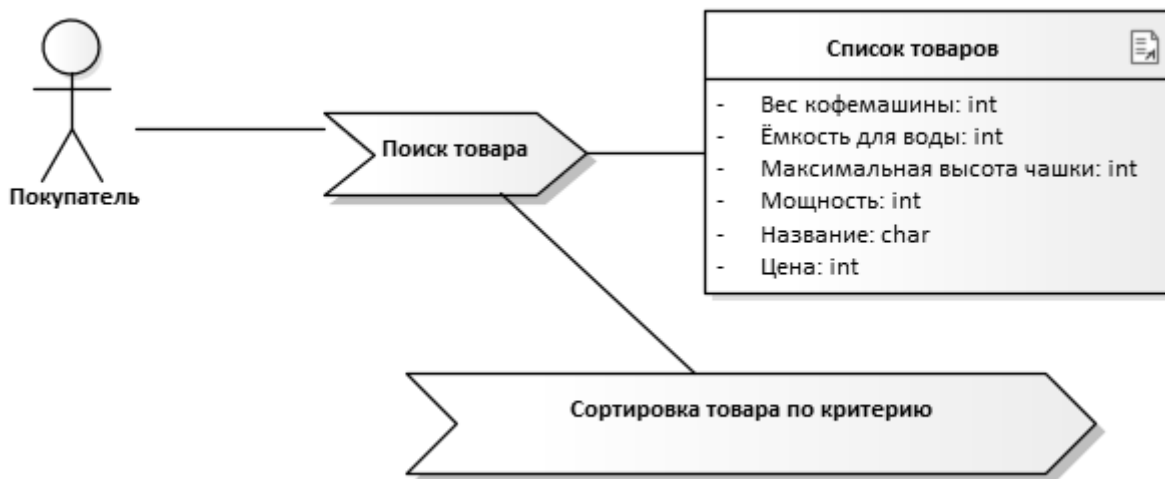 Покупатель
Поиск товара
Список товаров
- Вес кофемашины: int
- Ёмкость для воды: int
- Максимальная высота чашки: int
- Мощность: int
- Название: char
- Цена: int
Сортировка товара по критерию